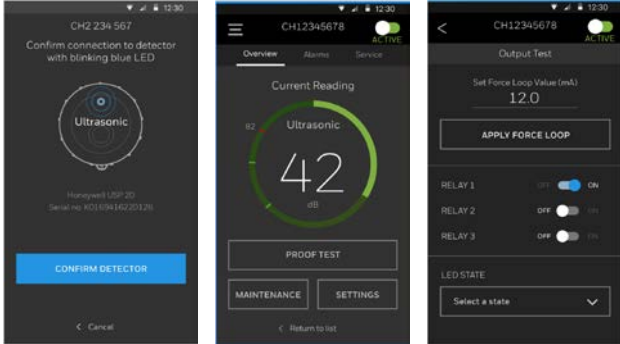 12:30
CH2 234 567
Confirm connection to detector
with blinking blue LED
Ultrasonic
Honeywell USP 20
CONFIRM DETECTOR
< Cancel
12:30
CH12345678
ACTIVE
Overview Alarms Service
Current Reading
82
Ultrasonic
42
dB
PROOF TEST
MAINTENANCE SETTINGS
< Return to list
12:30
< CH12345678
ACTIVE
Output Test
Set Force Loop Value (mA)
12.0
APPLY FORCE LOOP
RELAY 1 OFF ON
RELAY 2 OFF ON
RELAY 3 OFF ON
LED STATE
Select a state